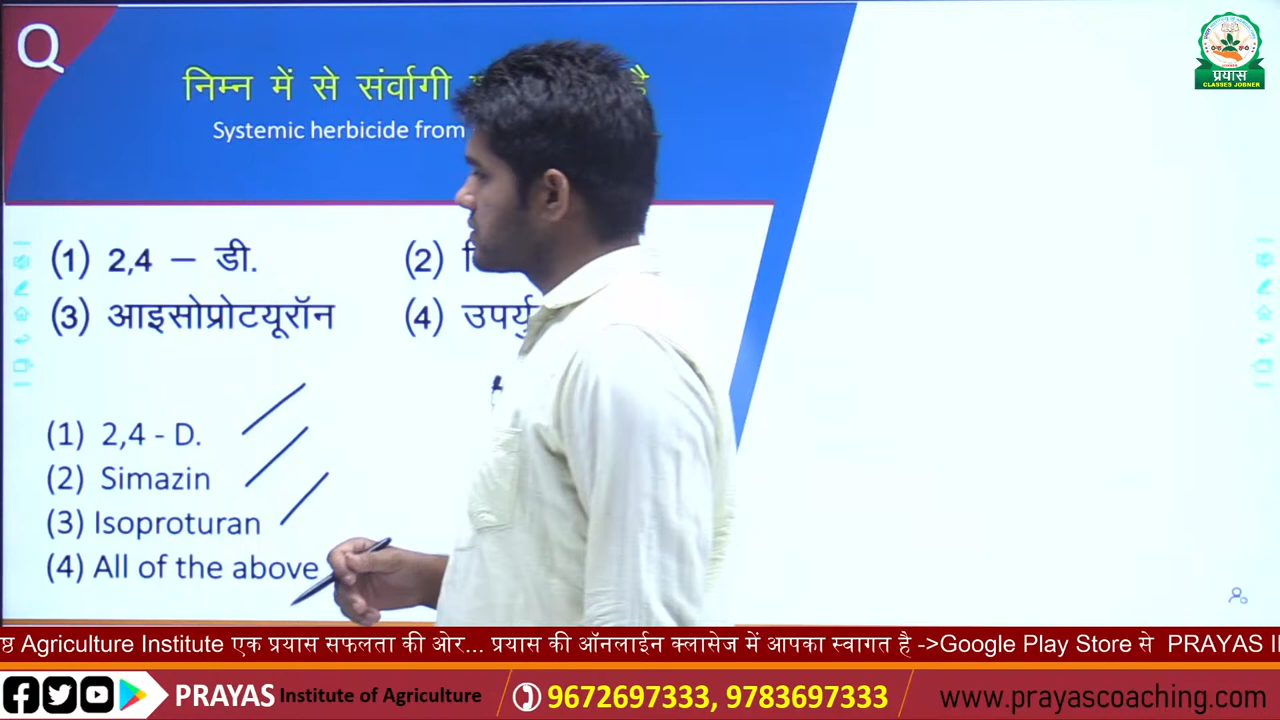 Q
निम्न में से संर्वागी है
Systemic herbicide from
(1) 2,4 – डी. (2)
(3) आइसोप्रोटयूरॉन (4)
(1) 2,4 - D.
(2) Simazin
(3) Isoproturan
(4) All of the above
प्रयास
CLASSES JOBNER
Agriculture Institute एक प्रयास सफलता की ओर... प्रयास की ऑनलाईन क्लासेज में आपका स्वागत है ->Google Play Store से PRAYAS
PRAYAS Institute of Agriculture 9672697333, 9783697333 www.prayascoaching.com